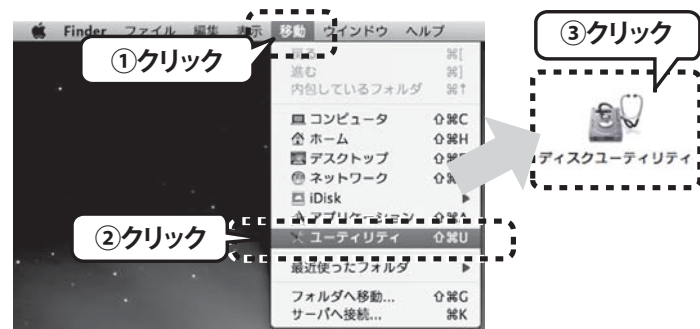 Finder ファイル 編集 表示 移動 ウインドウ ヘルプ
①クリック
戻る ⌘[
進む ⌘]
内包しているフォルダ ⌘↑
コンピュータ ⇧⌘C
ホーム ⇧⌘H
デスクトップ ⇧⌘
ネットワーク ⇧⌘
iDisk ▶
アプリケーション ⇧⌘A
②クリック
ユーティリティ ⇧⌘U
最近使ったフォルダ ▶
フォルダへ移動... ⇧⌘G
サーバへ接続... ⌘K
③クリック
ディスクユーティリティ